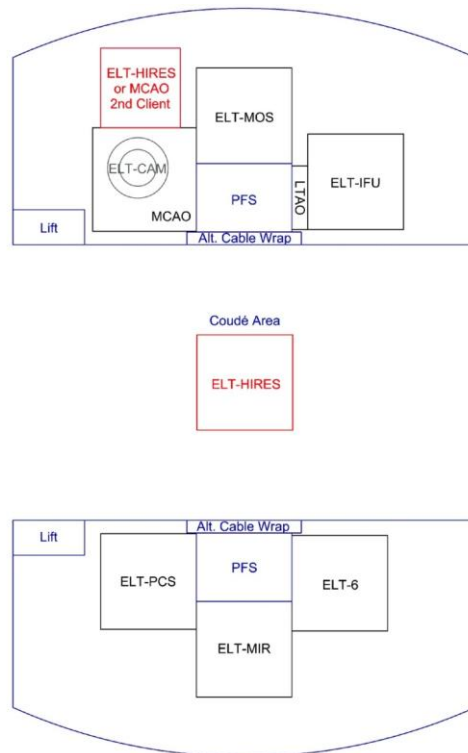 ELT-HIRES
or MCAO
2nd Client
ELT-MOS
ELT-CAM
LTAO
ELT-IFU
PFS
MCAO
Lift
Alt. Cable Wrap
Coudé Area
ELT-HIRES
Alt. Cable Wrap
Lift
PFS
ELT-PCS
ELT-6
ELT-MIR